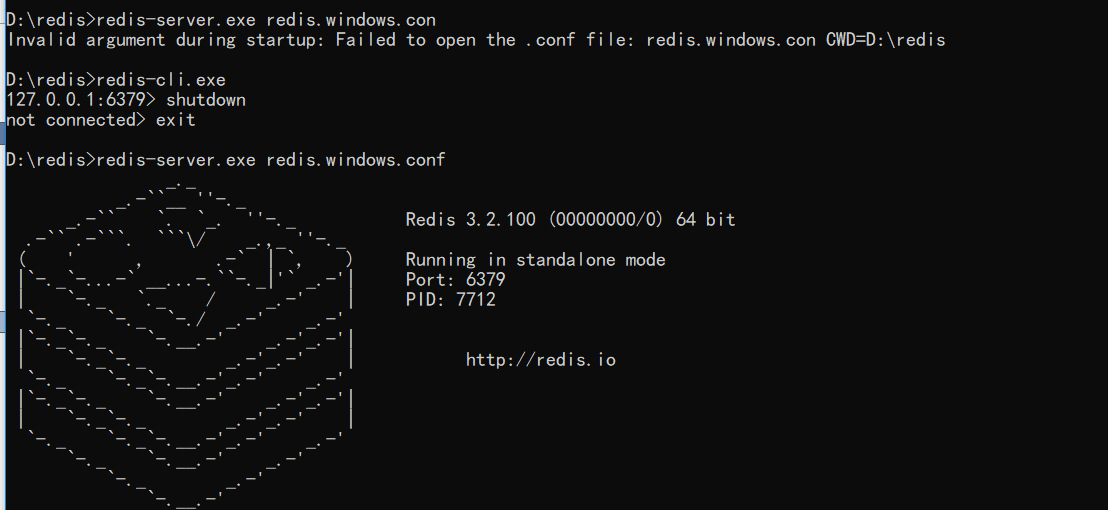 D:\redis>redis-server.exe redis.windows.con
Invalid argument during startup: Failed to open the .conf file: redis.windows.con CWD=D:\redis
D:\redis>redis-cli.exe
127.0.0.1:6379> shutdown
not connected> exit
D:\redis>redis-server.exe redis.windows.conf
Redis 3.2.100 (00000000/0) 64 bit
Running in standalone mode
Port: 6379
PID: 7712
http://redis.io